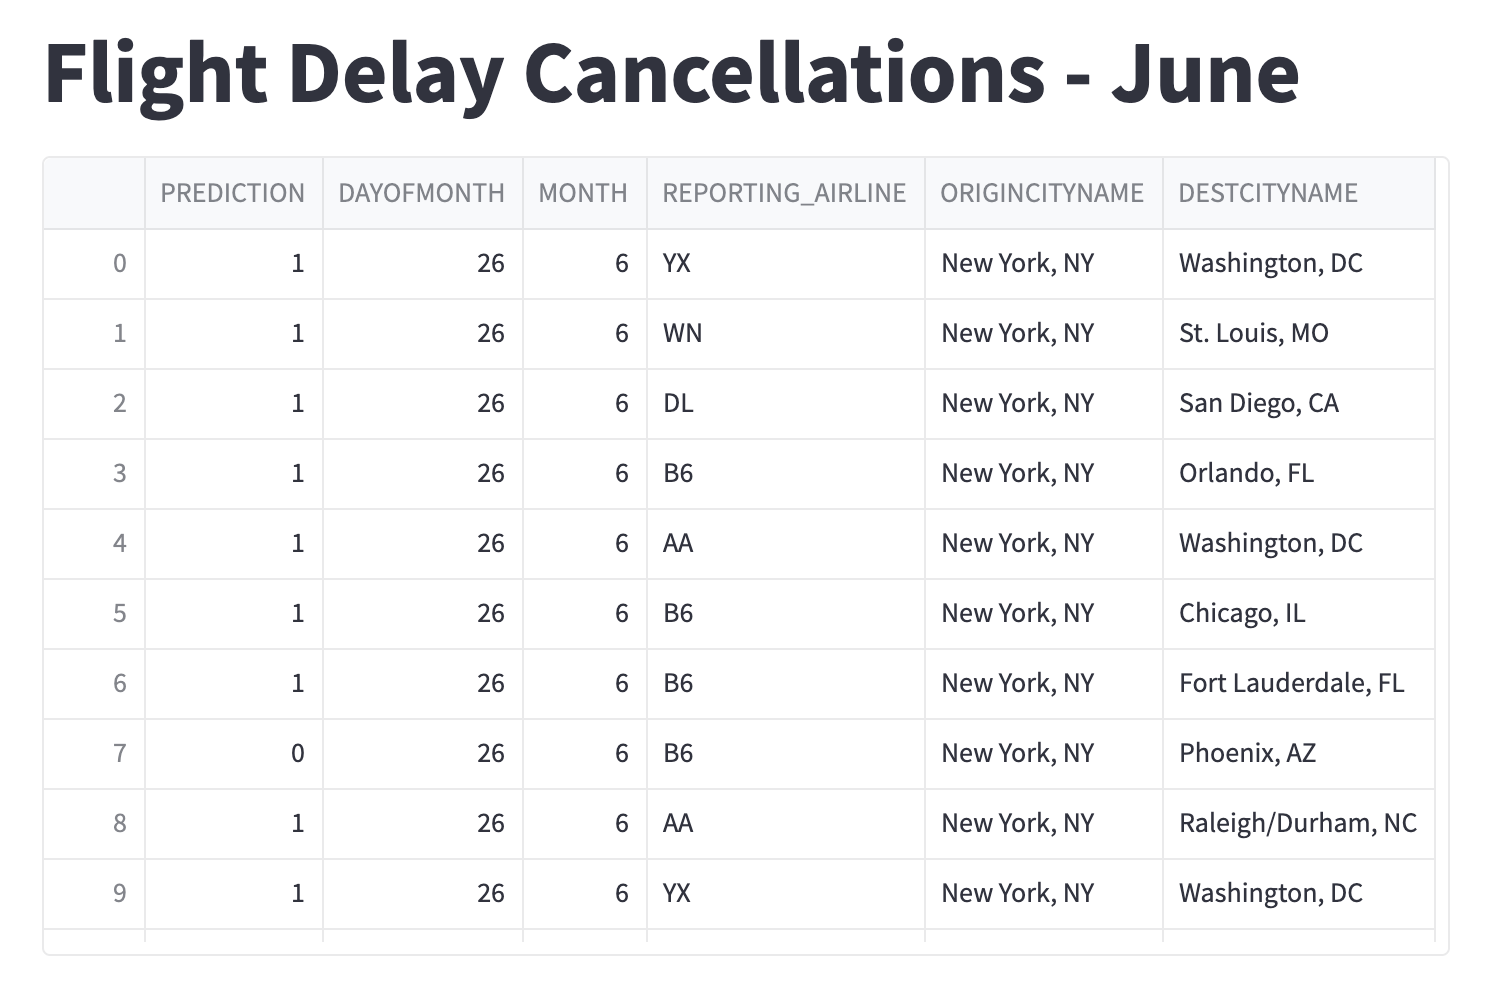 Flight Delay Cancellations - June
PREDICTION DAYOFMONTH MONTH REPORTING_AIRLINE ORIGINCITYNAME DESTCITYNAME
0 1 26 6 YX New York, NY Washington, DC
1 1 26 6 WN New York, NY St. Louis, MO
2 1 26 6 DL New York, NY San Diego, CA
3 1 26 6 B6 New York, NY Orlando, FL
4 1 26 6 AA New York, NY Washington, DC
5 1 26 6 B6 New York, NY Chicago, IL
6 1 26 6 B6 New York, NY Fort Lauderdale, FL
7 0 26 6 B6 New York, NY Phoenix, AZ
8 1 26 6 AA New York, NY Raleigh/Durham, NC
9 1 26 6 YX New York, NY Washington, DC